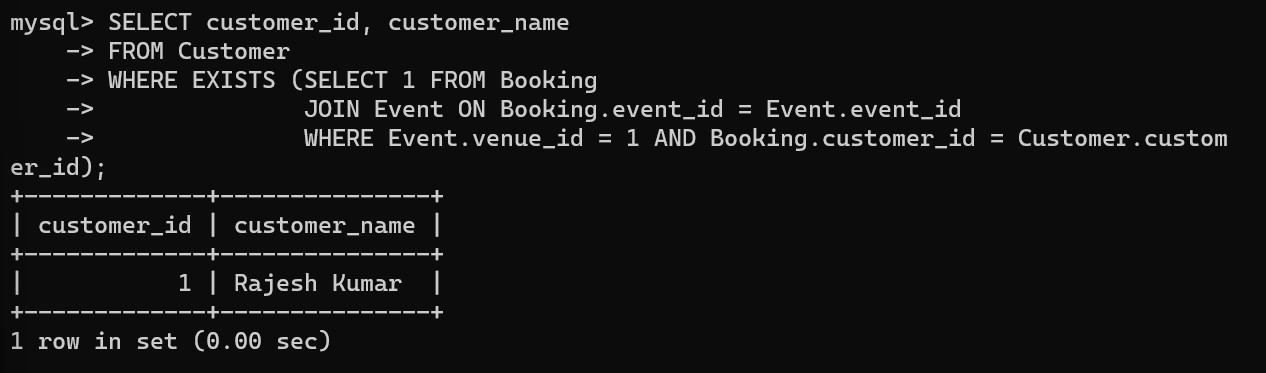 mysql> SELECT customer_id, customer_name
    -> FROM Customer
    -> WHERE EXISTS (SELECT 1 FROM Booking
    ->               JOIN Event ON Booking.event_id = Event.event_id
    ->               WHERE Event.venue_id = 1 AND Booking.customer_id = Customer.custom
er_id);
+-------------+---------------+
| customer_id | customer_name |
+-------------+---------------+
|           1 | Rajesh Kumar  |
+-------------+---------------+
1 row in set (0.00 sec)